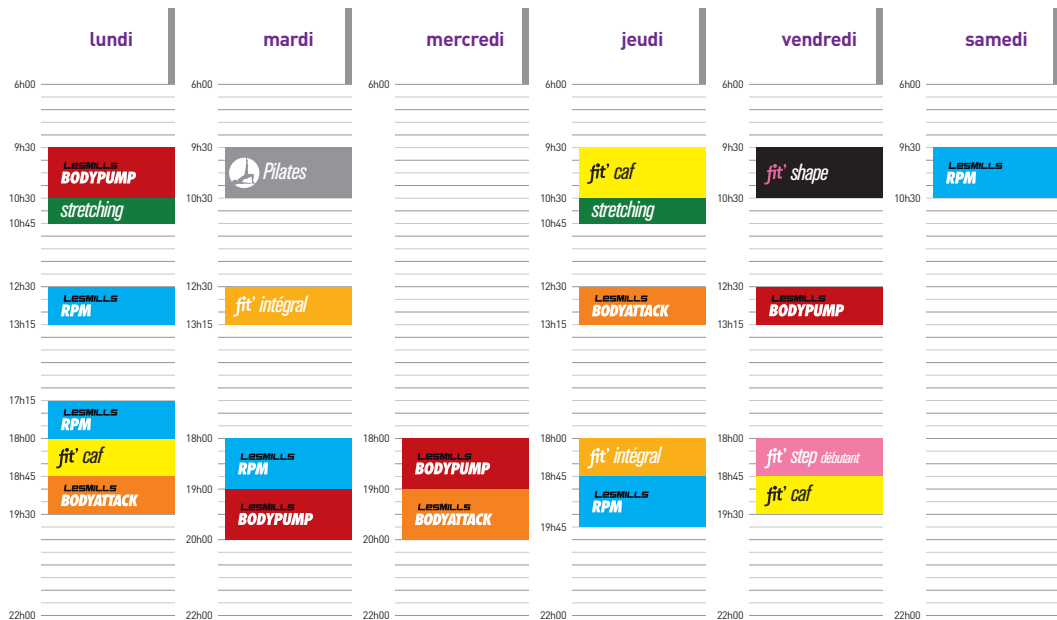 lundi
6h00
9h30
LESMILLS
BODYPUMP
10h30
stretching
10h45
12h30
LESMILLS
RPM
13h15
17h15
LESMILLS
RPM
18h00
fit' caf
18h45
LESMILLS
BODYATTACK
19h30
22h00
mardi
6h00
9h30
Pilates
10h30
12h30
fit' intégral
13h15
18h00
LESMILLS
RPM
19h00
LESMILLS
BODYPUMP
20h00
22h00
mercredi
6h00
18h00
LESMILLS
BODYPUMP
19h00
LESMILLS
BODYATTACK
20h00
22h00
jeudi
6h00
9h30
fit' caf
10h30
stretching
10h45
12h30
LESMILLS
BODYATTACK
13h15
18h00
fit' intégral
18h45
LESMILLS
RPM
19h45
22h00
vendredi
6h00
9h30
fit' shape
10h30
12h30
LESMILLS
BODYPUMP
13h15
18h00
fit' step débutant
18h45
fit' caf
19h30
22h00
samedi
6h00
9h30
LESMILLS
RPM
10h30
22h00